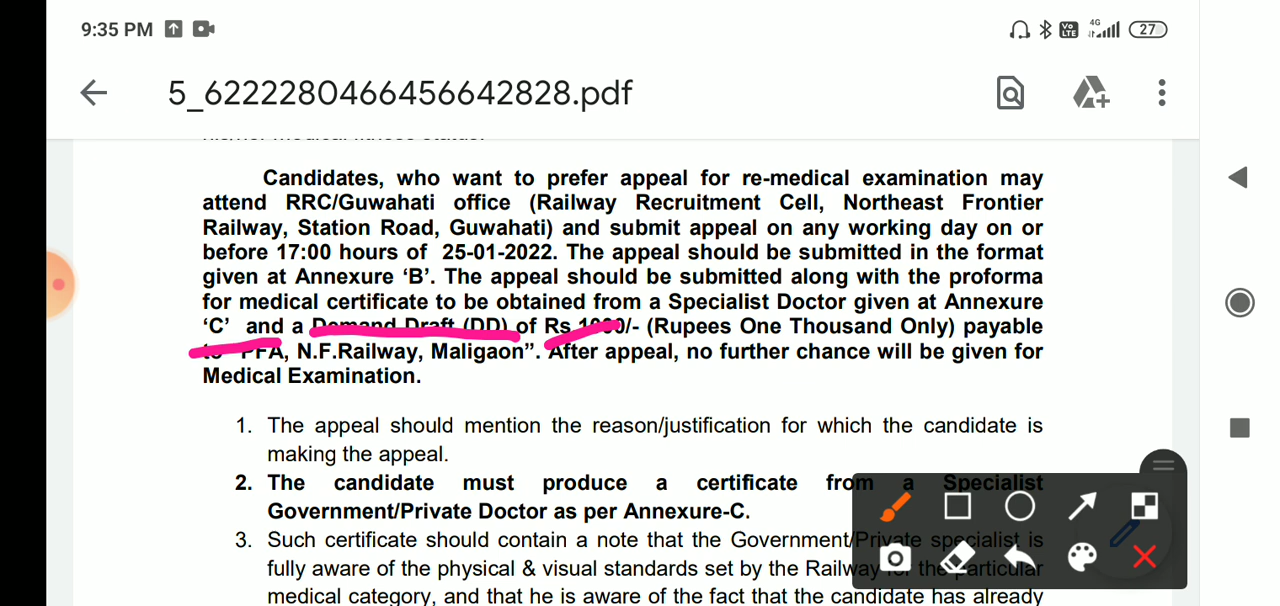 9:35 PM
Vo LTE 4G 27
5_6222280466456642828.pdf
Candidates, who want to prefer appeal for re-medical examination may
attend RRC/Guwahati office (Railway Recruitment Cell, Northeast Frontier
Railway, Station Road, Guwahati) and submit appeal on any working day on or
before 17:00 hours of 25-01-2022. The appeal should be submitted in the format
given at Annexure ‘B’. The appeal should be submitted along with the proforma
for medical certificate to be obtained from a Specialist Doctor given at Annexure
‘C’ and a Demand Draft (DD) of Rs 1000/- (Rupees One Thousand Only) payable
to PFA, N.F.Railway, Maligaon”. After appeal, no further chance will be given for
Medical Examination.
1. The appeal should mention the reason/justification for which the candidate is
making the appeal.
2. The candidate must produce a certificate from a Specialist
Government/Private Doctor as per Annexure-C.
3. Such certificate should contain a note that the Government/Private specialist is
fully aware of the physical & visual standards set by the Railway for the particular
medical category, and that he is aware of the fact that the candidate has already